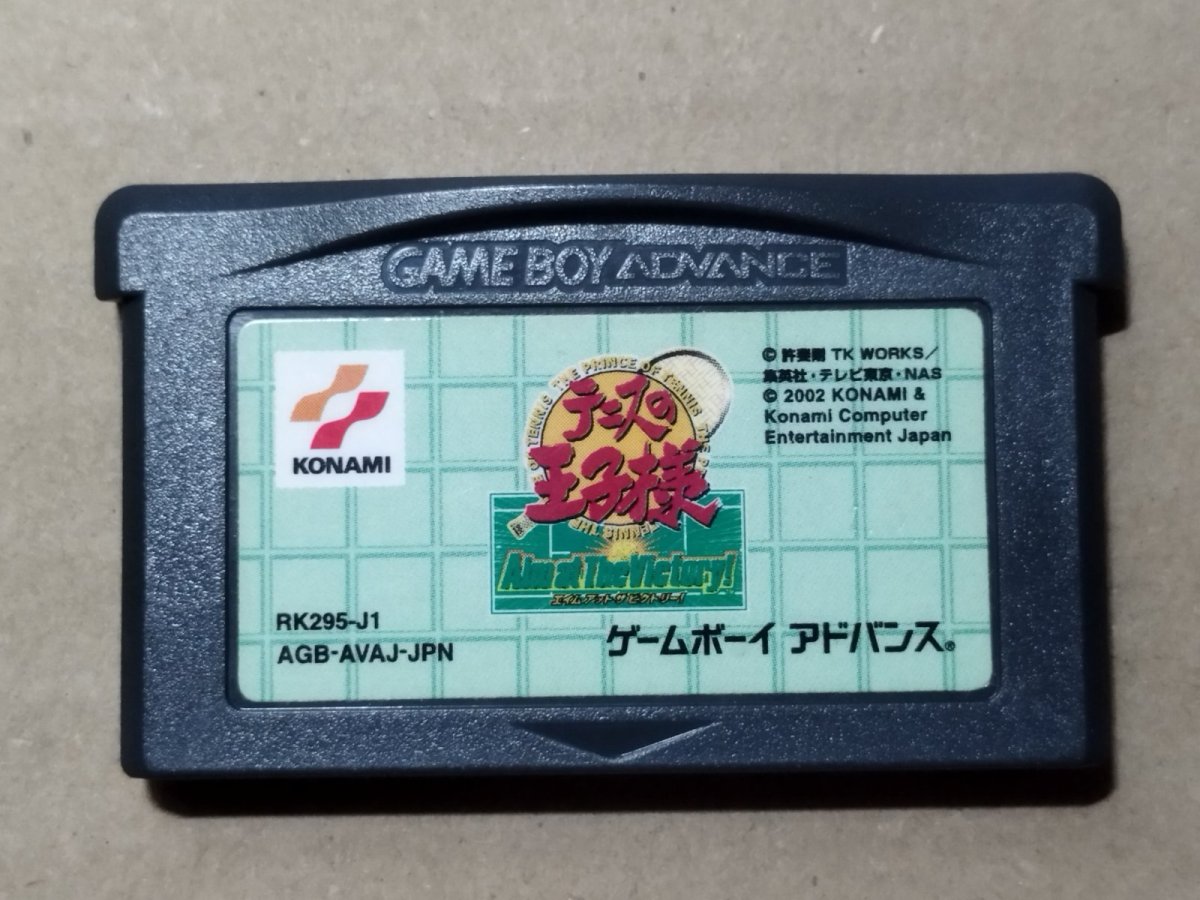 GAME BOY ADVANCE
KONAMI
THE PRINCE OF TENNIS
テニスの
王子様
Aim at The Victory!
エイム アット ザ ビクトリー!
© 許斐剛 TK WORKS/
集英社・テレビ東京・NAS
© 2002 KONAMI &
Konami Computer
Entertainment Japan
RK295-J1
AGB-AVAJ-JPN
ゲームボーイ アドバンス®